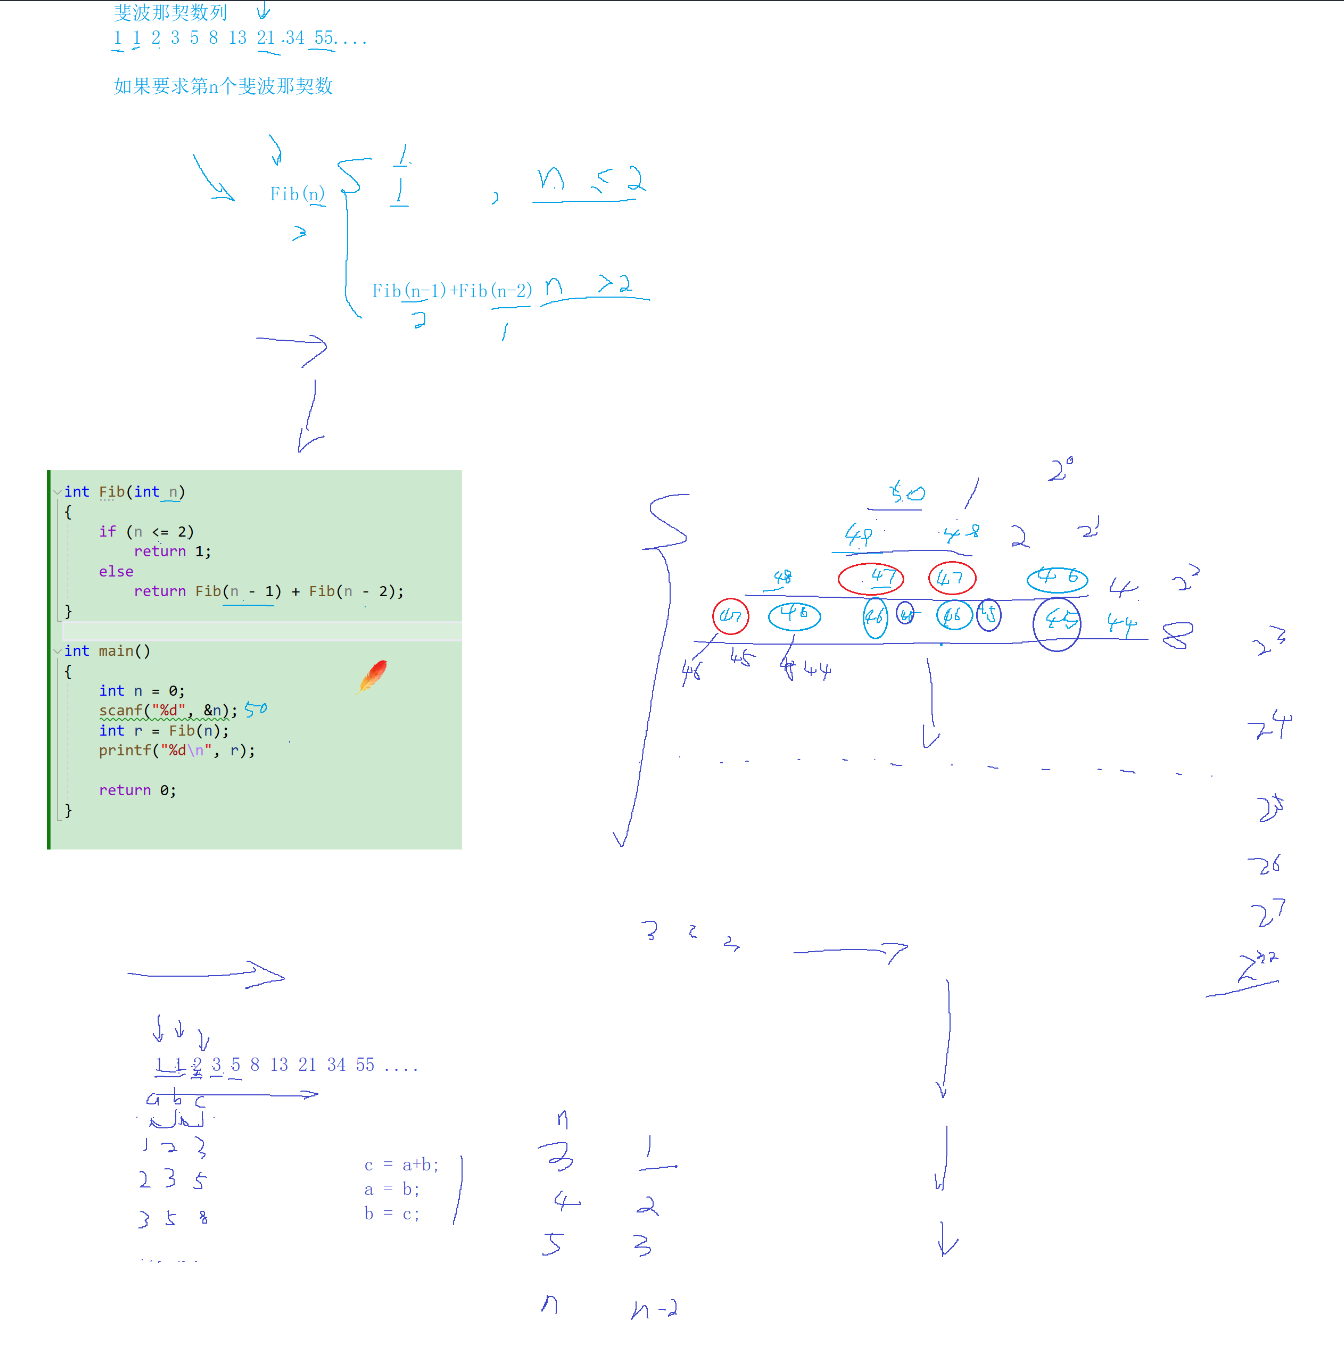 斐波那契数列
1 1 2 3 5 8 13 21 34 55....
如果要求第n个斐波那契数
1
Fib(n) 1 , n ≤ 2
3
Fib(n-1)+Fib(n-2) n >2
2 1
int Fib(int n)
{
if (n <= 2)
return 1;
else
return Fib(n - 1) + Fib(n - 2);
}
int main()
{
int n = 0;
scanf("%d", &n); 50
int r = Fib(n);
printf("%d\n", r);
return 0;
}
50 1 2^0
49 48 2 2^1
48 47 47 46 4 2^2
47 46 46 45 46 45 45 44 8 2^3
46 45 45 44
2^4
2^5
2^6
2^7
3 2 2
1 1 2 3 5 8 13 21 34 55 ....
a b c
1 2 3
2 3 5
3 5 8
c = a+b;
a = b;
b = c;
n
3 1
4 2
5 3
n n-2